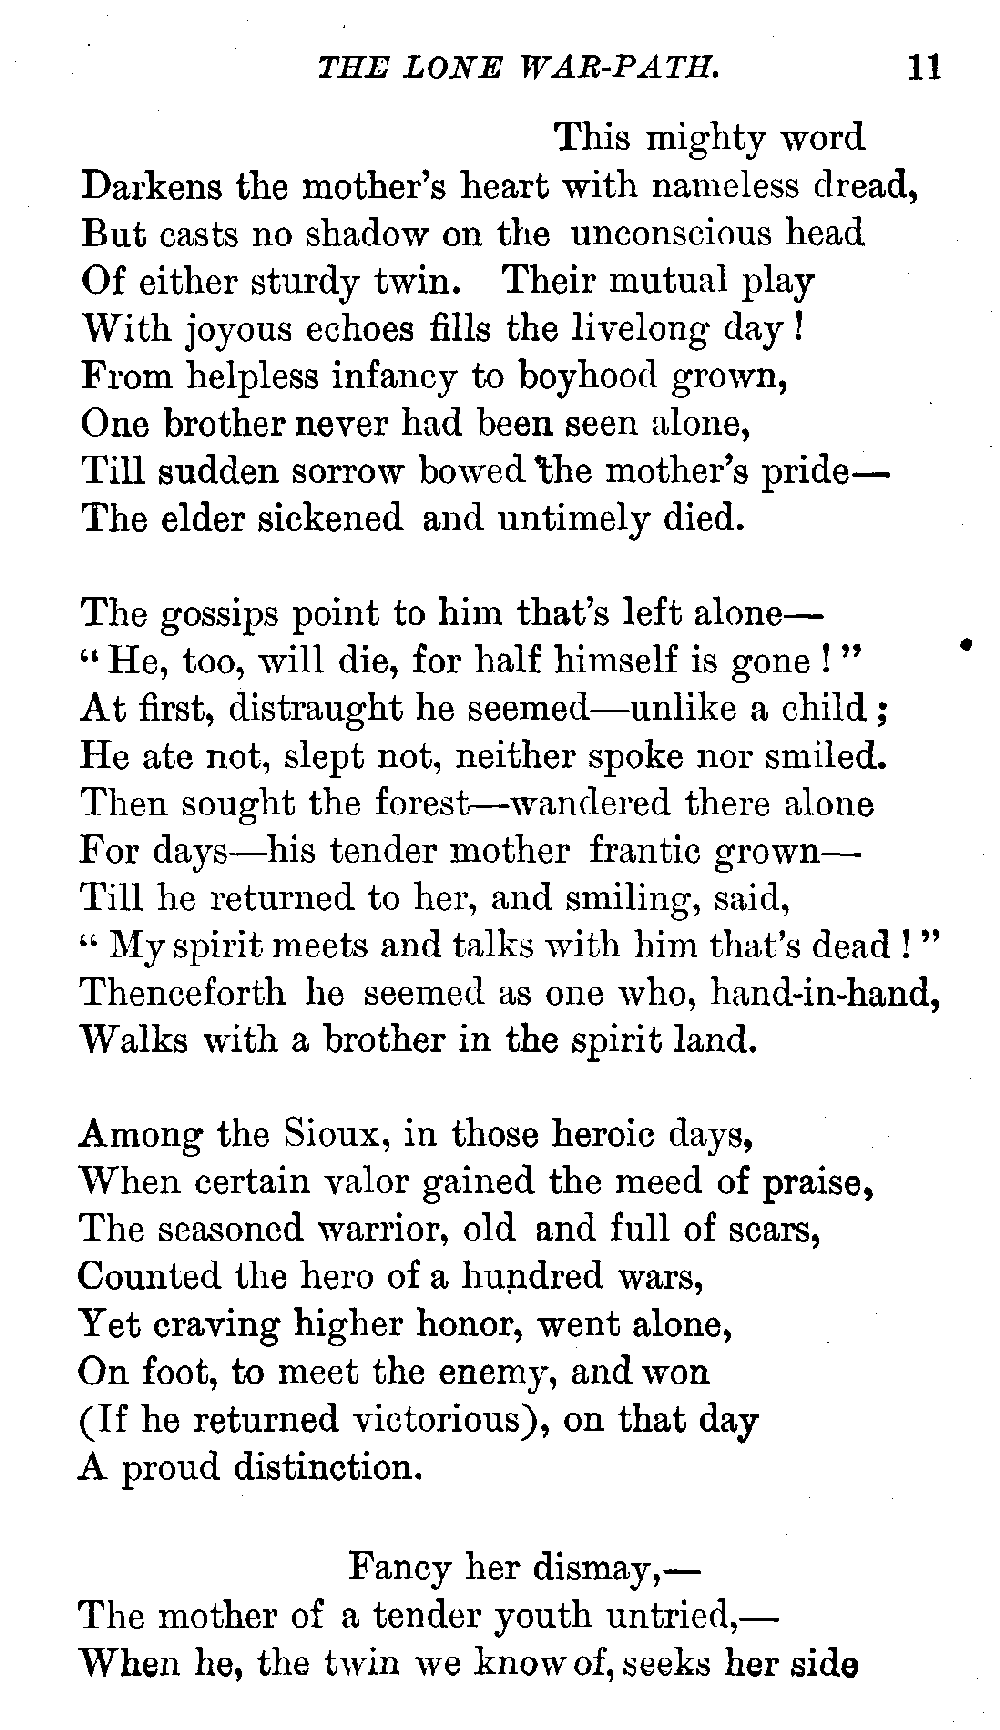 THE LONE WAR-PATH. 11
This mighty word
Darkens the mother's heart with nameless dread,
But casts no shadow on the unconscious head
Of either sturdy twin. Their mutual play
With joyous echoes fills the livelong day!
From helpless infancy to boyhood grown,
One brother never had been seen alone,
Till sudden sorrow bowed the mother's pride—
The elder sickened and untimely died.
The gossips point to him that's left alone—
"He, too, will die, for half himself is gone!"
At first, distraught he seemed—unlike a child;
He ate not, slept not, neither spoke nor smiled.
Then sought the forest—wandered there alone
For days—his tender mother frantic grown—
Till he returned to her, and smiling, said,
"My spirit meets and talks with him that's dead!"
Thenceforth he seemed as one who, hand-in-hand,
Walks with a brother in the spirit land.
Among the Sioux, in those heroic days,
When certain valor gained the meed of praise,
The seasoned warrior, old and full of scars,
Counted the hero of a hundred wars,
Yet craving higher honor, went alone,
On foot, to meet the enemy, and won
(If he returned victorious), on that day
A proud distinction.
Fancy her dismay,—
The mother of a tender youth untried,—
When he, the twin we know of, seeks her side